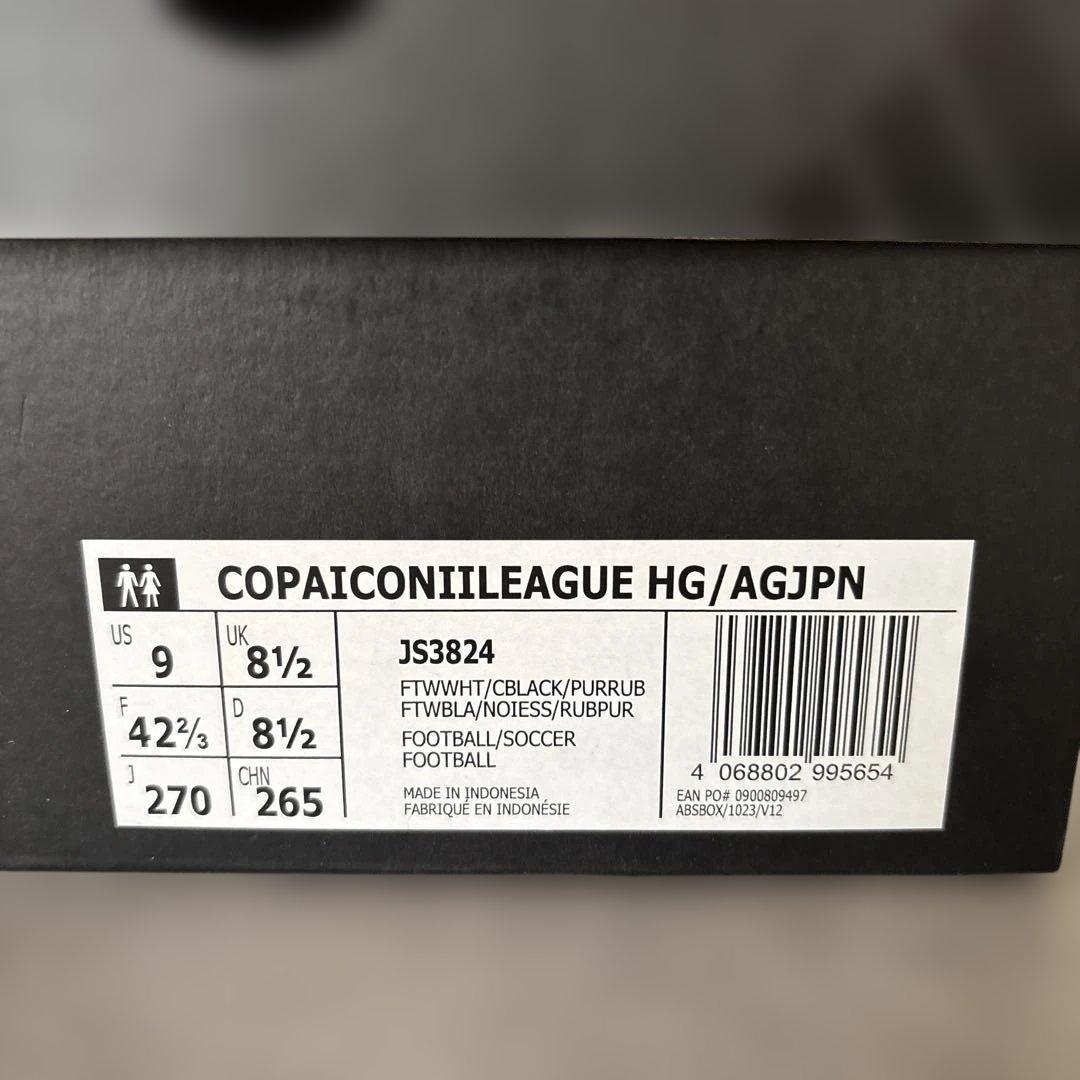 COPAICONIILEAGUE HG/AGJPN
US 9 UK 8½
F 42⅔ D 8½
J 270 CHN 265
JS3824
FTWWHT/CBLACK/PURRUB
FTWBLA/NOIESS/RUBPUR
FOOTBALL/SOCCER
FOOTBALL
MADE IN INDONESIA
FABRIQUÉ EN INDONÉSIE
4 068802 995654
EAN PO# 0900809497
ABSBOX/1023/V12